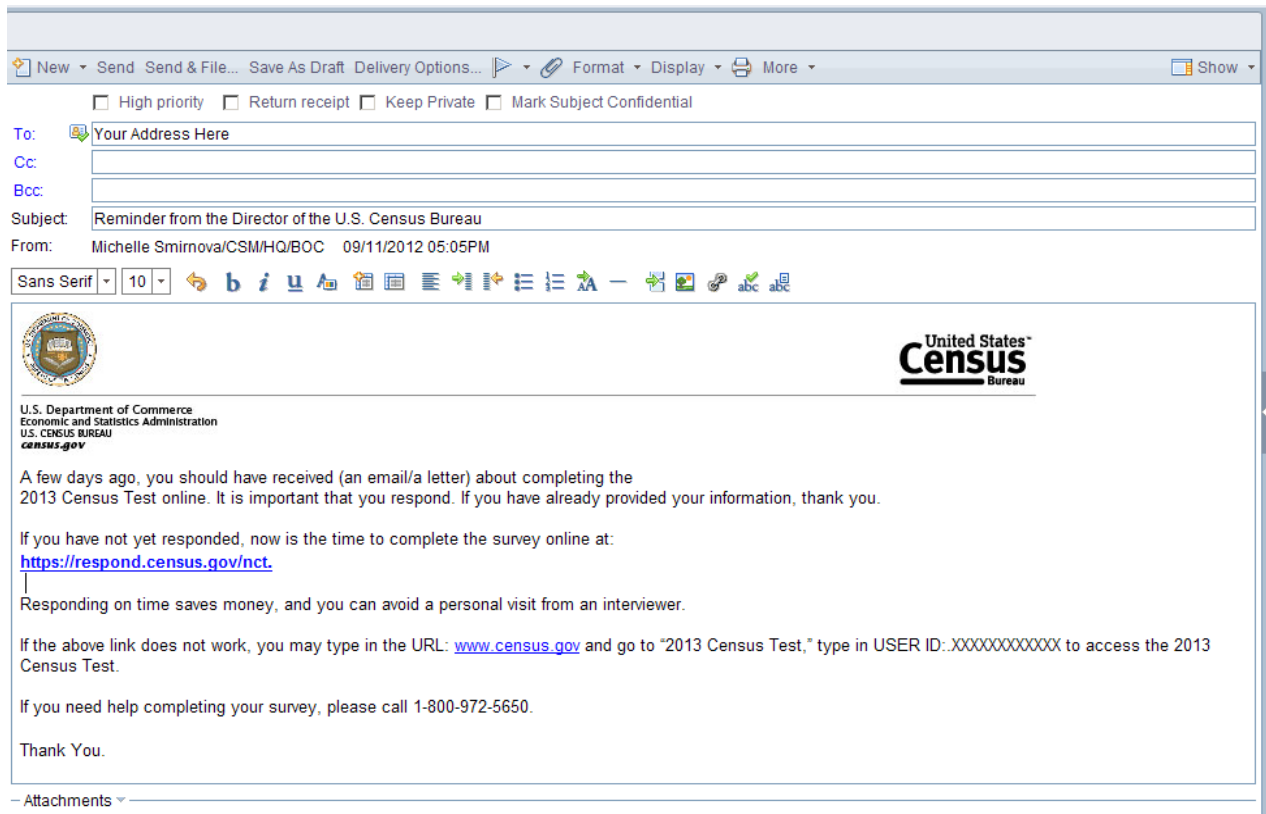 New Send Send & File... Save As Draft Delivery Options... Format Display More Show
High priority Return receipt Keep Private Mark Subject Confidential
To: Your Address Here
Cc:
Bcc:
Subject: Reminder from the Director of the U.S. Census Bureau
From: Michelle Smirnova/CSM/HQ/BOC 09/11/2012 05:05PM
Sans Serif 10 b i u
United States™
Census
Bureau
U.S. Department of Commerce
Economic and Statistics Administration
U.S. CENSUS BUREAU
census.gov
A few days ago, you should have received (an email/a letter) about completing the
2013 Census Test online. It is important that you respond. If you have already provided your information, thank you.
If you have not yet responded, now is the time to complete the survey online at:
https://respond.census.gov/nct.
Responding on time saves money, and you can avoid a personal visit from an interviewer.
If the above link does not work, you may type in the URL: www.census.gov and go to “2013 Census Test,” type in USER ID:.XXXXXXXXXXXX to access the 2013
Census Test.
If you need help completing your survey, please call 1-800-972-5650.
Thank You.
Attachments